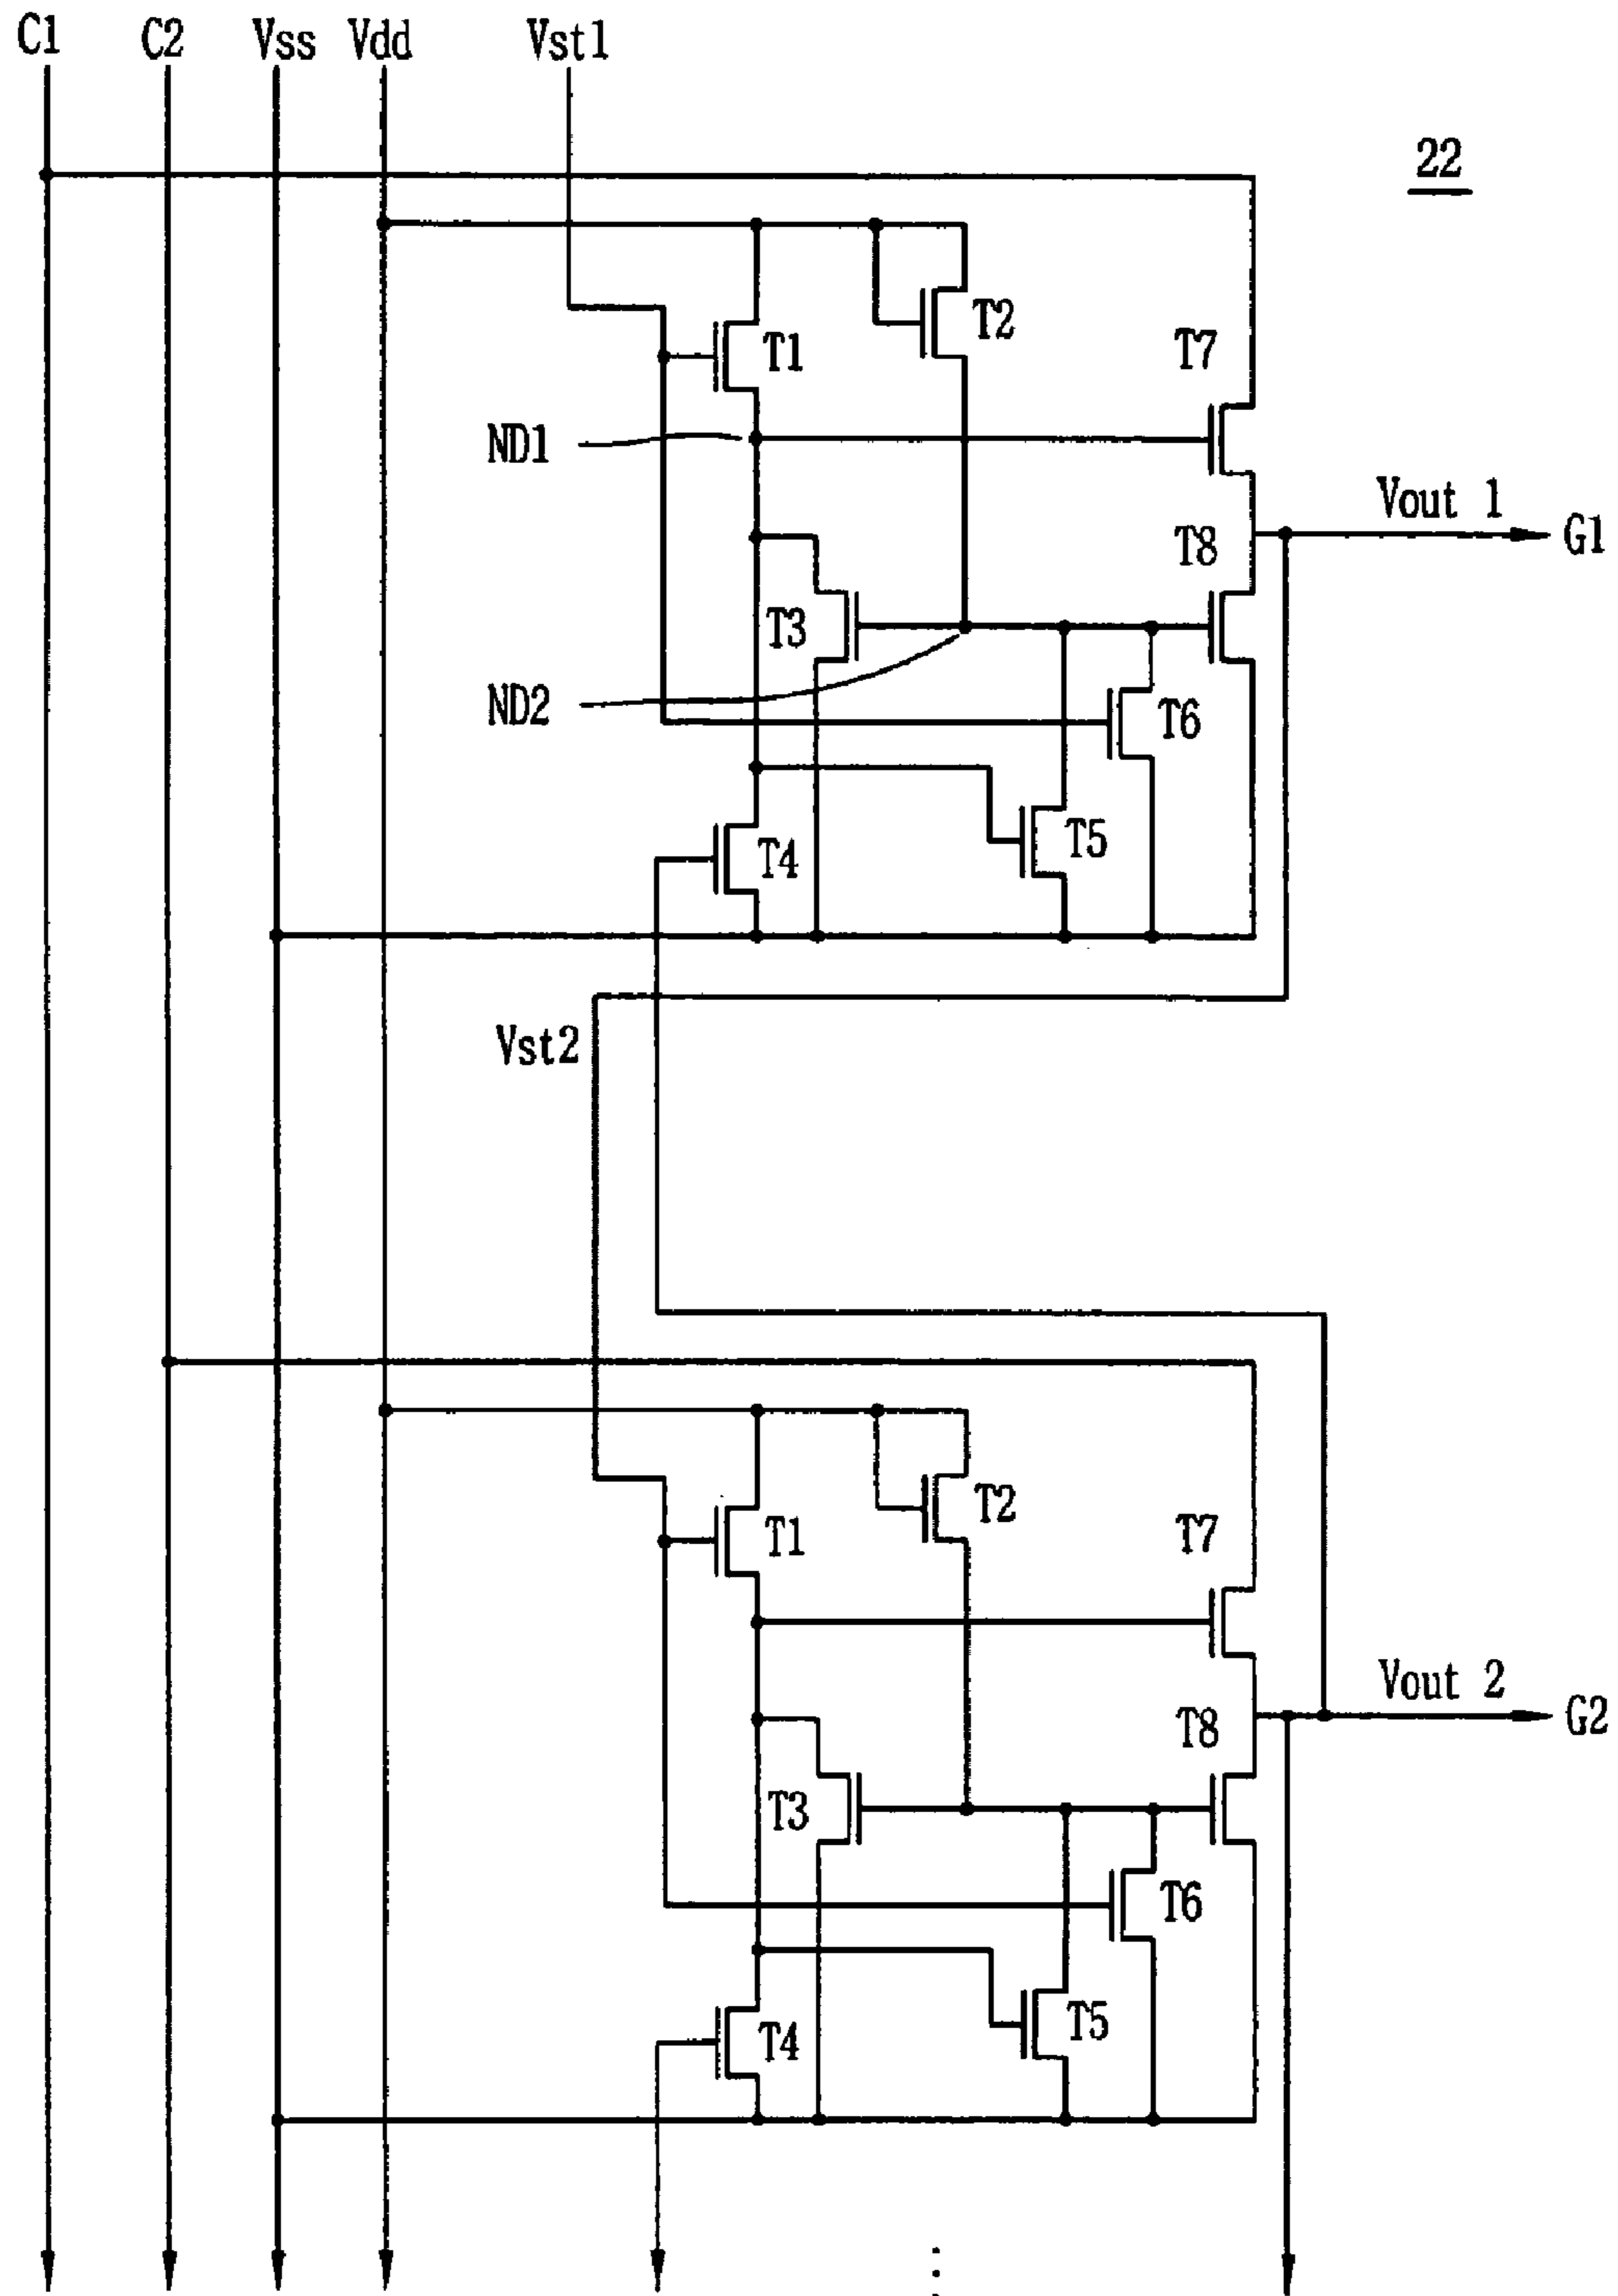 C1 C2 Vss Vdd Vst1
22
T1 T2 T7
ND1
Vout 1 G1
T8
T3
ND2 T6
T4 T5
Vst2
T1 T2 T7
Vout 2 G2
T8
T3
T6
T4 T5